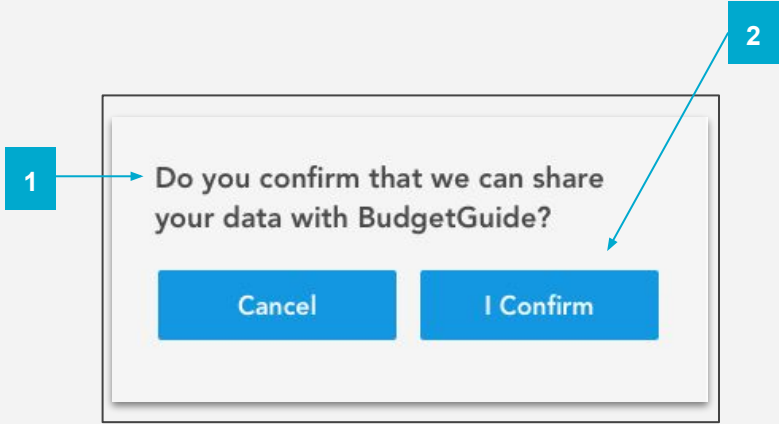 2
1
Do you confirm that we can share
your data with BudgetGuide?
Cancel
I Confirm